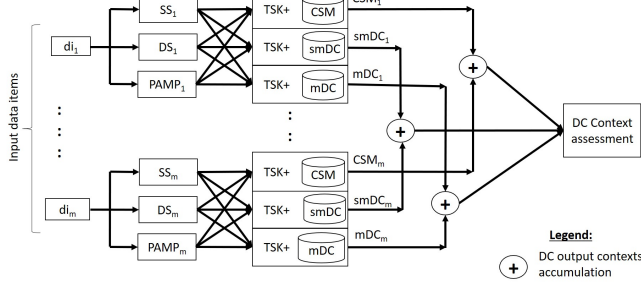 SS₁
TSK+
CSM
CSM₁
di₁
DS₁
TSK+
smDC
smDC₁
PAMP₁
TSK+
mDC
mDC₁
Input data items
DC Context
assessment
SSₘ
TSK+
CSM
CSMₘ
diₘ
DSₘ
TSK+
smDC
smDCₘ
PAMPₘ
TSK+
mDC
mDCₘ
+
+
+
Legend:
+
DC output contexts
accumulation